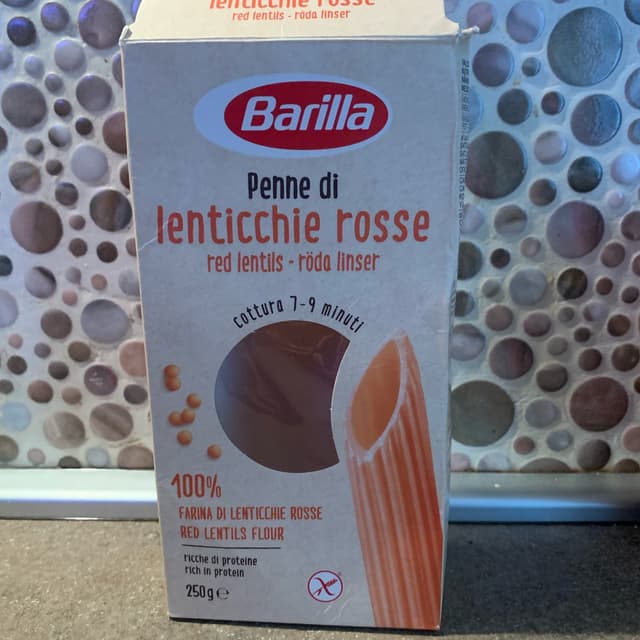 lenticchie rosse
red lentils - röda linser
Barilla
Penne di
lenticchie rosse
red lentils - röda linser
cottura 7-9 minuti
100%
FARINA DI LENTICCHIE ROSSE
RED LENTILS FLOUR
ricche di proteine
rich in protein
250g ℮